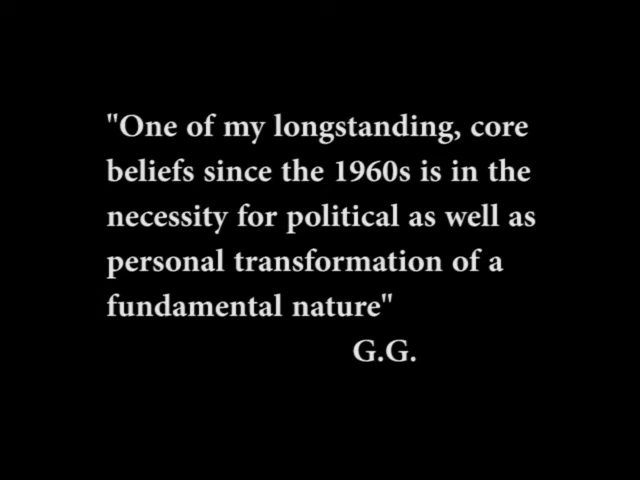 "One of my longstanding, core
beliefs since the 1960s is in the
necessity for political as well as
personal transformation of a
fundamental nature"
G.G.